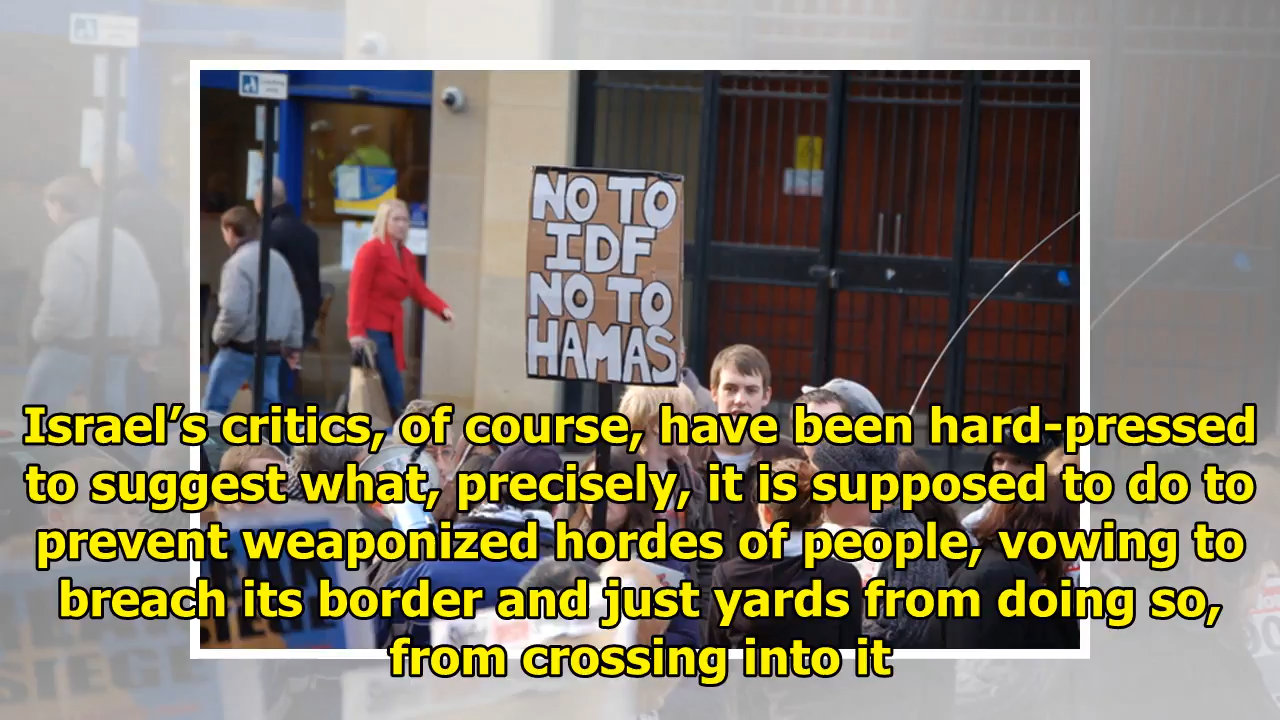 NO TO
IDF
NO TO
HAMAS
Israel’s critics, of course, have been hard-pressed
to suggest what, precisely, it is supposed to do to
prevent weaponized hordes of people, vowing to
breach its border and just yards from doing so,
from crossing into it
SIEGE